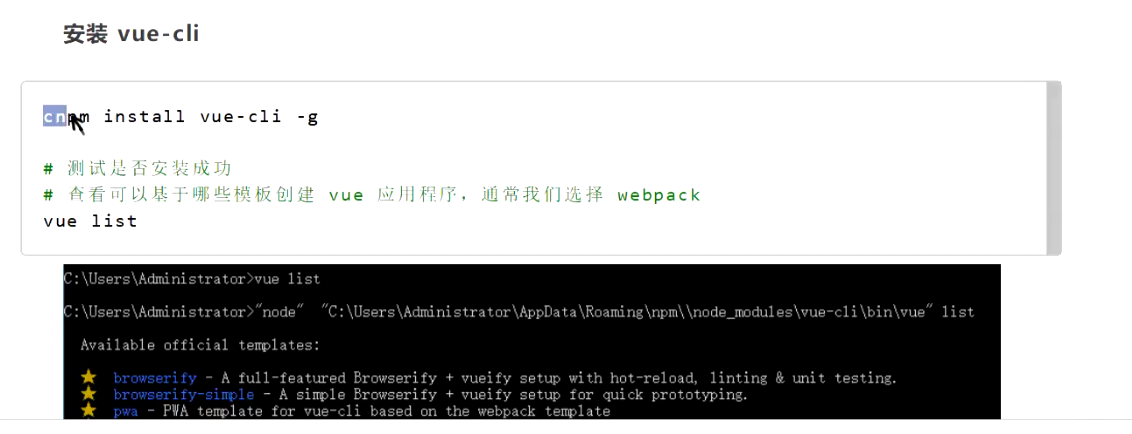 安装 vue-cli
cnpm install vue-cli -g
# 测试是否安装成功
# 查看可以基于哪些模板创建 vue 应用程序，通常我们选择 webpack
vue list
C:\Users\Administrator>vue list
C:\Users\Administrator>"node"  "C:\Users\Administrator\AppData\Roaming\npm\\node_modules\vue-cli\bin\vue" list
Available official templates:
★ browserify - A full-featured Browserify + vueify setup with hot-reload, linting & unit testing.
★ browserify-simple - A simple Browserify + vueify setup for quick prototyping.
★ pwa - PWA template for vue-cli based on the webpack template